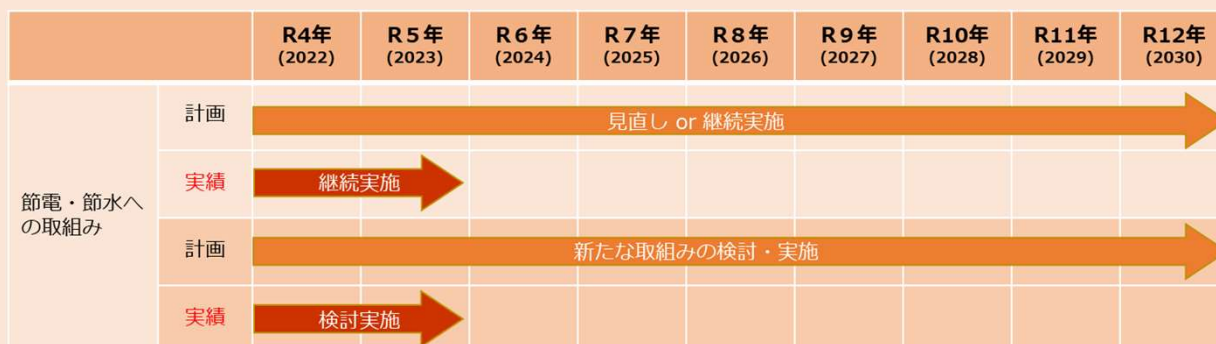 R4年 R5年 R6年 R7年 R8年 R9年 R10年 R11年 R12年
(2022) (2023) (2024) (2025) (2026) (2027) (2028) (2029) (2030)
節電・節水へ
の取組み
計画
見直し or 継続実施
実績
継続実施
計画
新たな取組みの検討・実施
実績
検討実施